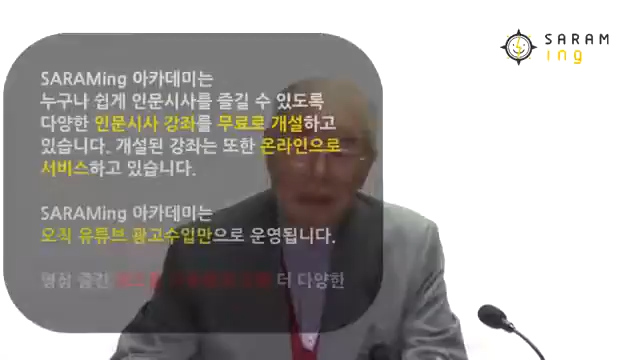 SARAM
ing
SARAMing 아카데미는
누구나 쉽게 인문시사를 즐길 수 있도록
다양한 인문시사 강좌를 무료로 개설하고
있습니다. 개설된 강좌는 또한 온라인으로
서비스하고 있습니다.
SARAMing 아카데미는
오직 유튜브 광고수입만으로 운영됩니다.
더 다양한